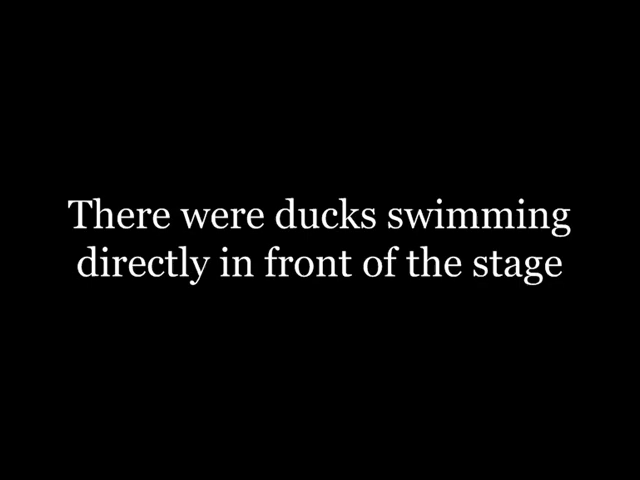 There were ducks swimming
directly in front of the stage